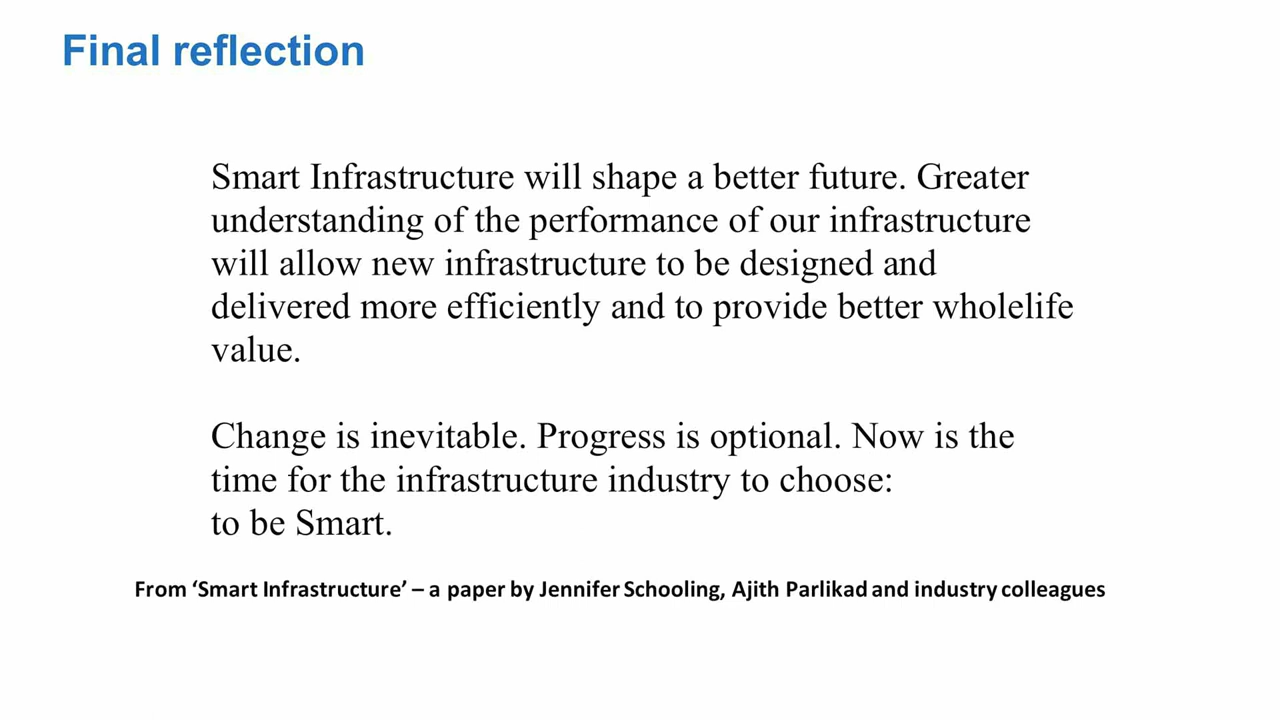 Final reflection
Smart Infrastructure will shape a better future. Greater
understanding of the performance of our infrastructure
will allow new infrastructure to be designed and
delivered more efficiently and to provide better wholelife
value.
Change is inevitable. Progress is optional. Now is the
time for the infrastructure industry to choose:
to be Smart.
From ‘Smart Infrastructure’ – a paper by Jennifer Schooling, Ajith Parlikad and industry colleagues